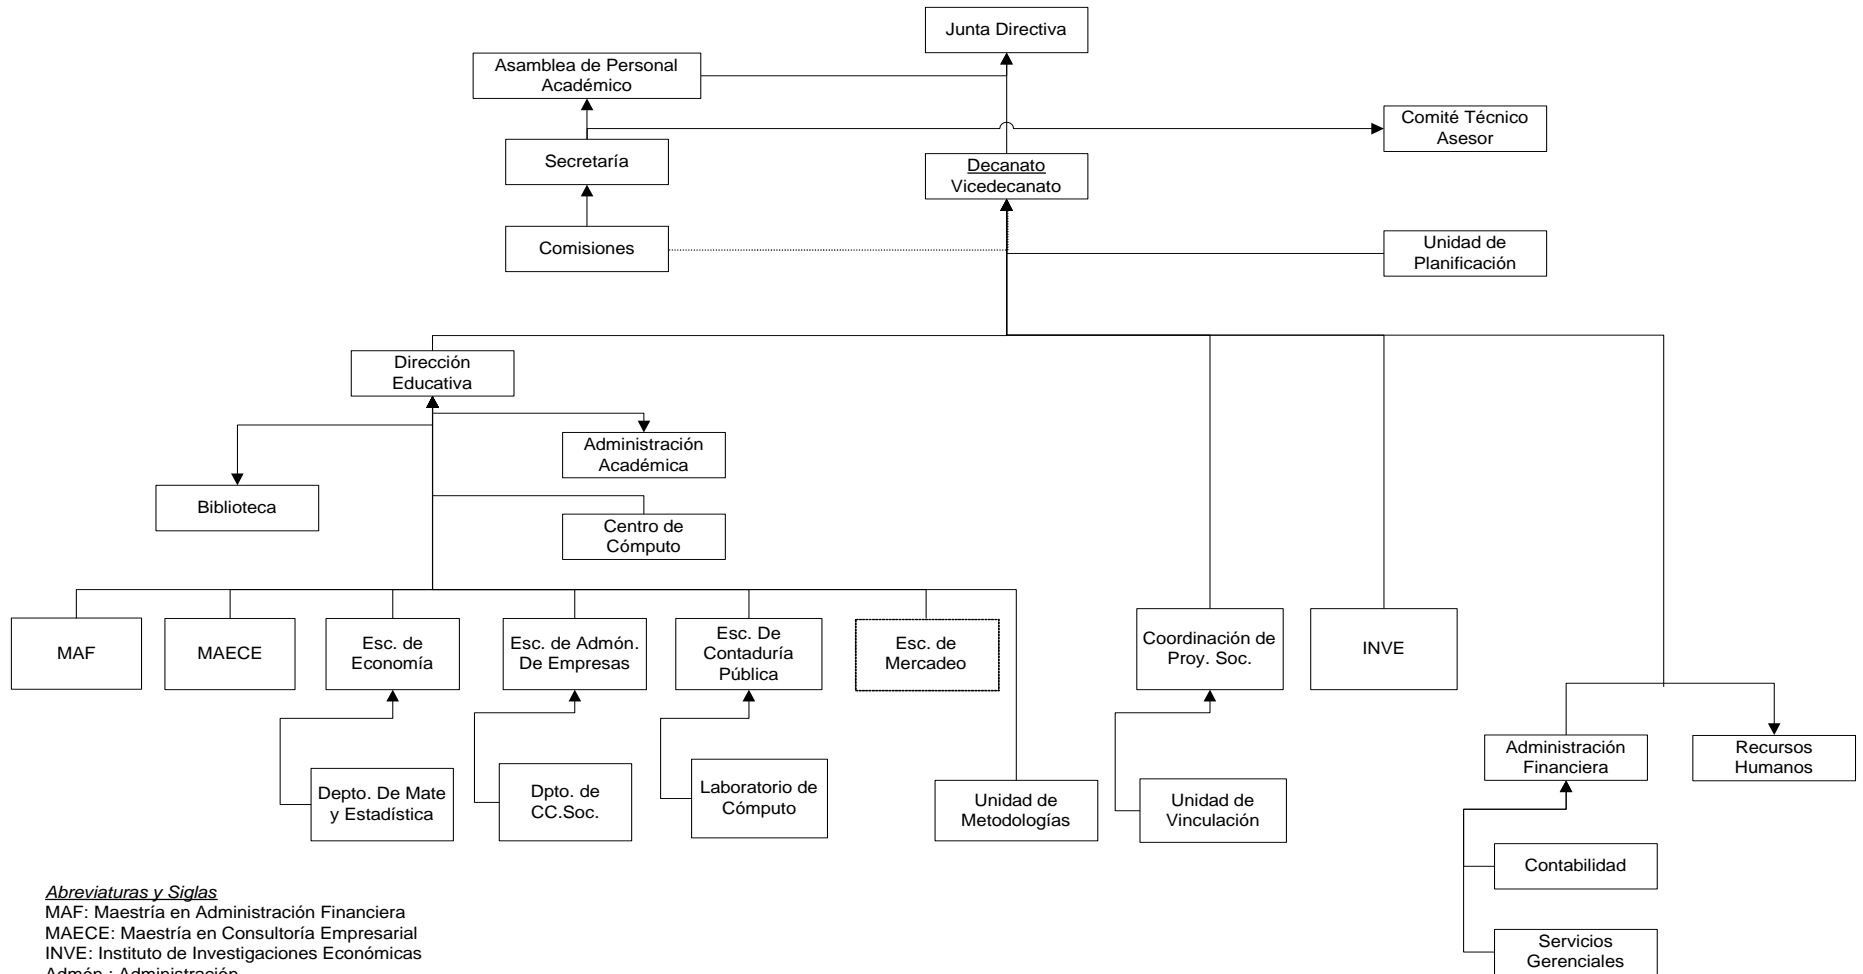 Junta Directiva
Asamblea de Personal
Académico
Comité Técnico
Asesor
Secretaría
Decanato
Vicedecanato
Comisiones
Unidad de
Planificación
Dirección
Educativa
Administración
Académica
Biblioteca
Centro de
Cómputo
MAF
MAECE
Esc. de
Economía
Esc. de Admón.
De Empresas
Esc. De
Contaduría
Pública
Esc. de
Mercadeo
Coordinación de
Proy. Soc.
INVE
Administración
Financiera
Recursos
Humanos
Depto. De Mate
y Estadística
Dpto. de
CC.Soc.
Laboratorio de
Cómputo
Unidad de
Metodologías
Unidad de
Vinculación
Contabilidad
Servicios
Gerenciales
Abreviaturas y Siglas
MAF: Maestría en Administración Financiera
MAECE: Maestría en Consultoría Empresarial
INVE: Instituto de Investigaciones Económicas
Admón.: Administración